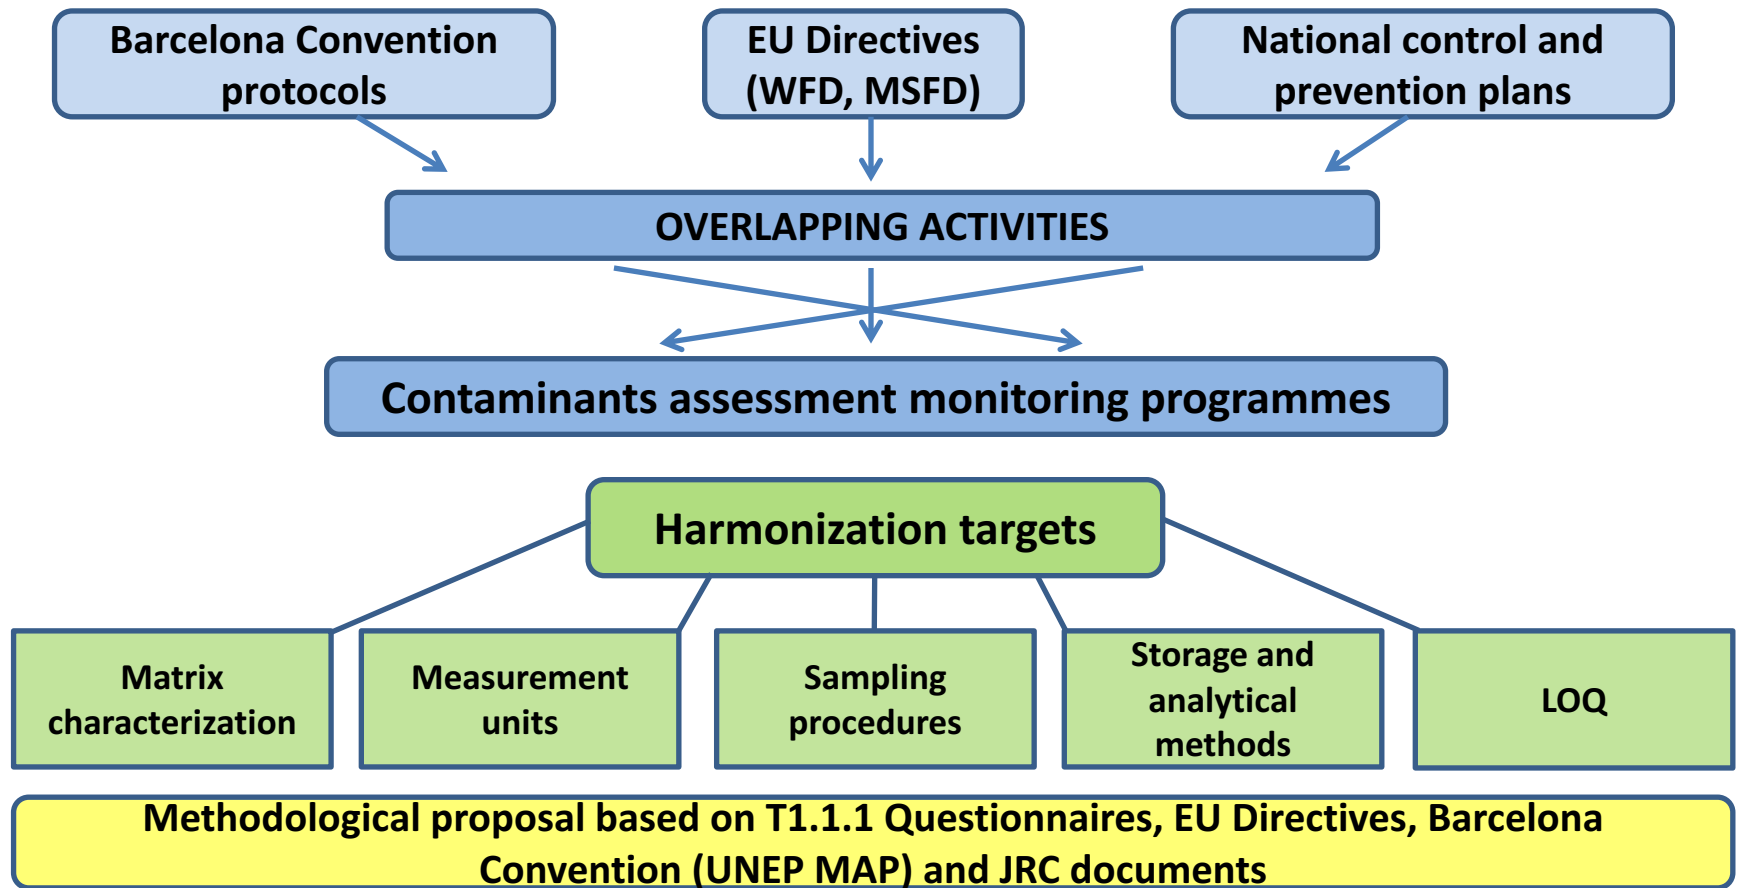 Barcelona Convention
protocols
EU Directives
(WFD, MSFD)
National control and
prevention plans
OVERLAPPING ACTIVITIES
Contaminants assessment monitoring programmes
Harmonization targets
Matrix
characterization
Measurement
units
Sampling
procedures
Storage and
analytical
methods
LOQ
Methodological proposal based on T1.1.1 Questionnaires, EU Directives, Barcelona
Convention (UNEP MAP) and JRC documents